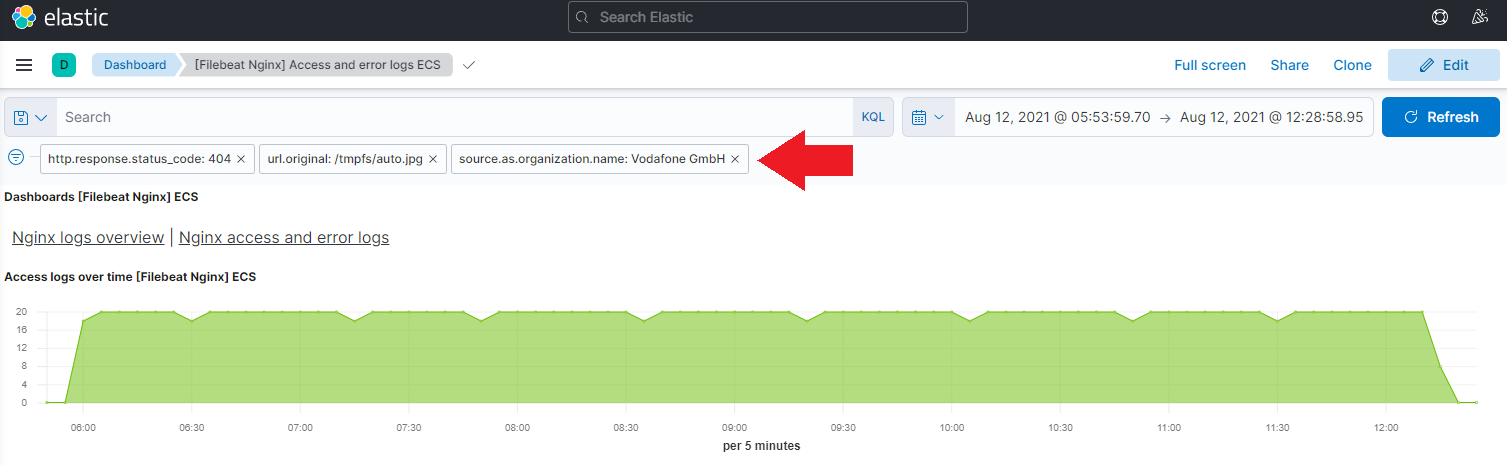 elastic
Search Elastic
D
Dashboard
[Filebeat Nginx] Access and error logs ECS
Full screen
Share
Clone
Edit
Search
KQL
Aug 12, 2021 @ 05:53:59.70 → Aug 12, 2021 @ 12:28:58.95
Refresh
http.response.status_code: 404 ×
url.original: /tmpfs/auto.jpg ×
source.as.organization.name: Vodafone GmbH ×
Dashboards [Filebeat Nginx] ECS
Nginx logs overview | Nginx access and error logs
Access logs over time [Filebeat Nginx] ECS
20
16
12
8
4
0
06:00 06:30 07:00 07:30 08:00 08:30 09:00 09:30 10:00 10:30 11:00 11:30 12:00
per 5 minutes